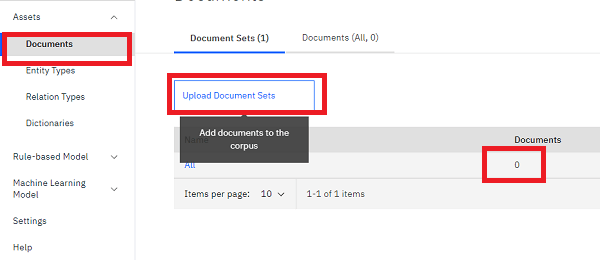 Documents
Assets
Documents
Entity Types
Relation Types
Dictionaries
Rule-based Model
Machine Learning
Model
Settings
Help
Document Sets (1)
Documents (All, 0)
Upload Document Sets
Add documents to the
corpus
Name
Documents
All
0
Items per page:
10
1-1 of 1 items